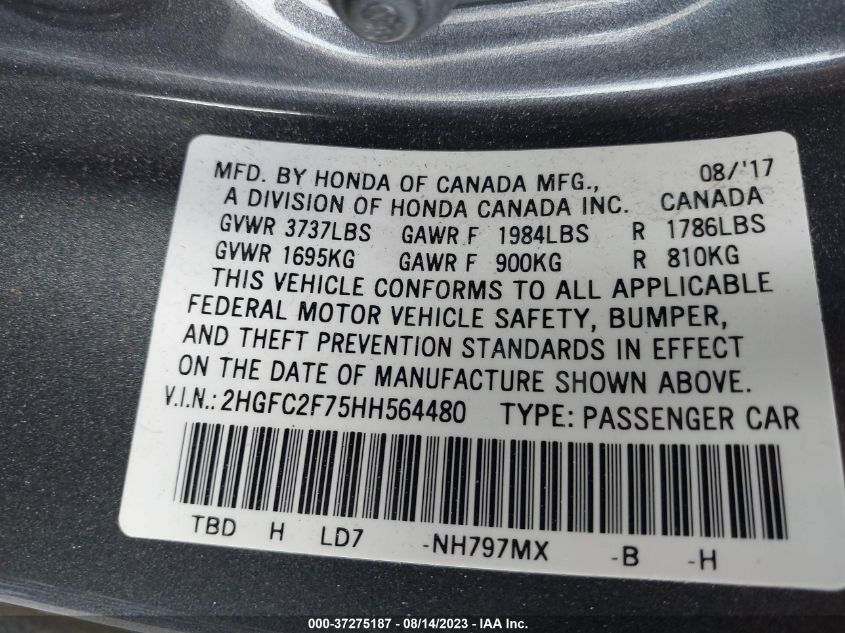 MFD. BY HONDA OF CANADA MFG., 08/'17
A DIVISION OF HONDA CANADA INC. CANADA
GVWR 3737LBS GAWR F 1984LBS R 1786LBS
GVWR 1695KG GAWR F 900KG R 810KG
THIS VEHICLE CONFORMS TO ALL APPLICABLE
FEDERAL MOTOR VEHICLE SAFETY, BUMPER,
AND THEFT PREVENTION STANDARDS IN EFFECT
ON THE DATE OF MANUFACTURE SHOWN ABOVE.
V.I.N.: 2HGFC2F75HH564480 TYPE: PASSENGER CAR
TBD H LD7 -NH797MX -B -H
000-37275187 - 08/14/2023 - IAA Inc.